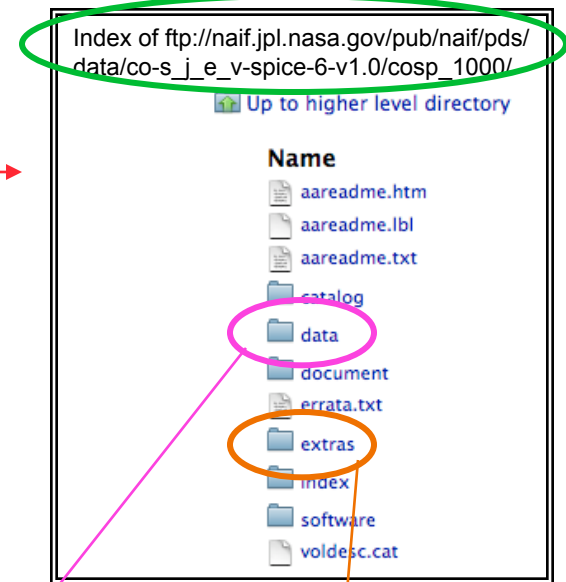 Index of ftp://naif.jpl.nasa.gov/pub/naif/pds/
data/co-s_j_e_v-spice-6-v1.0/cosp_1000/
Up to higher level directory
Name
aareadme.htm
aareadme.lbl
aareadme.txt
catalog
data
document
errata.txt
extras
index
software
voldesc.cat